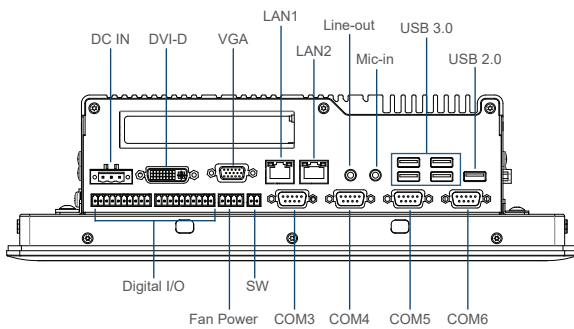 LAN1
Line-out
USB 3.0
DC IN
DVI-D
VGA
LAN2
Mic-in
USB 2.0
Digital I/O
SW
Fan Power
COM3
COM4
COM5
COM6